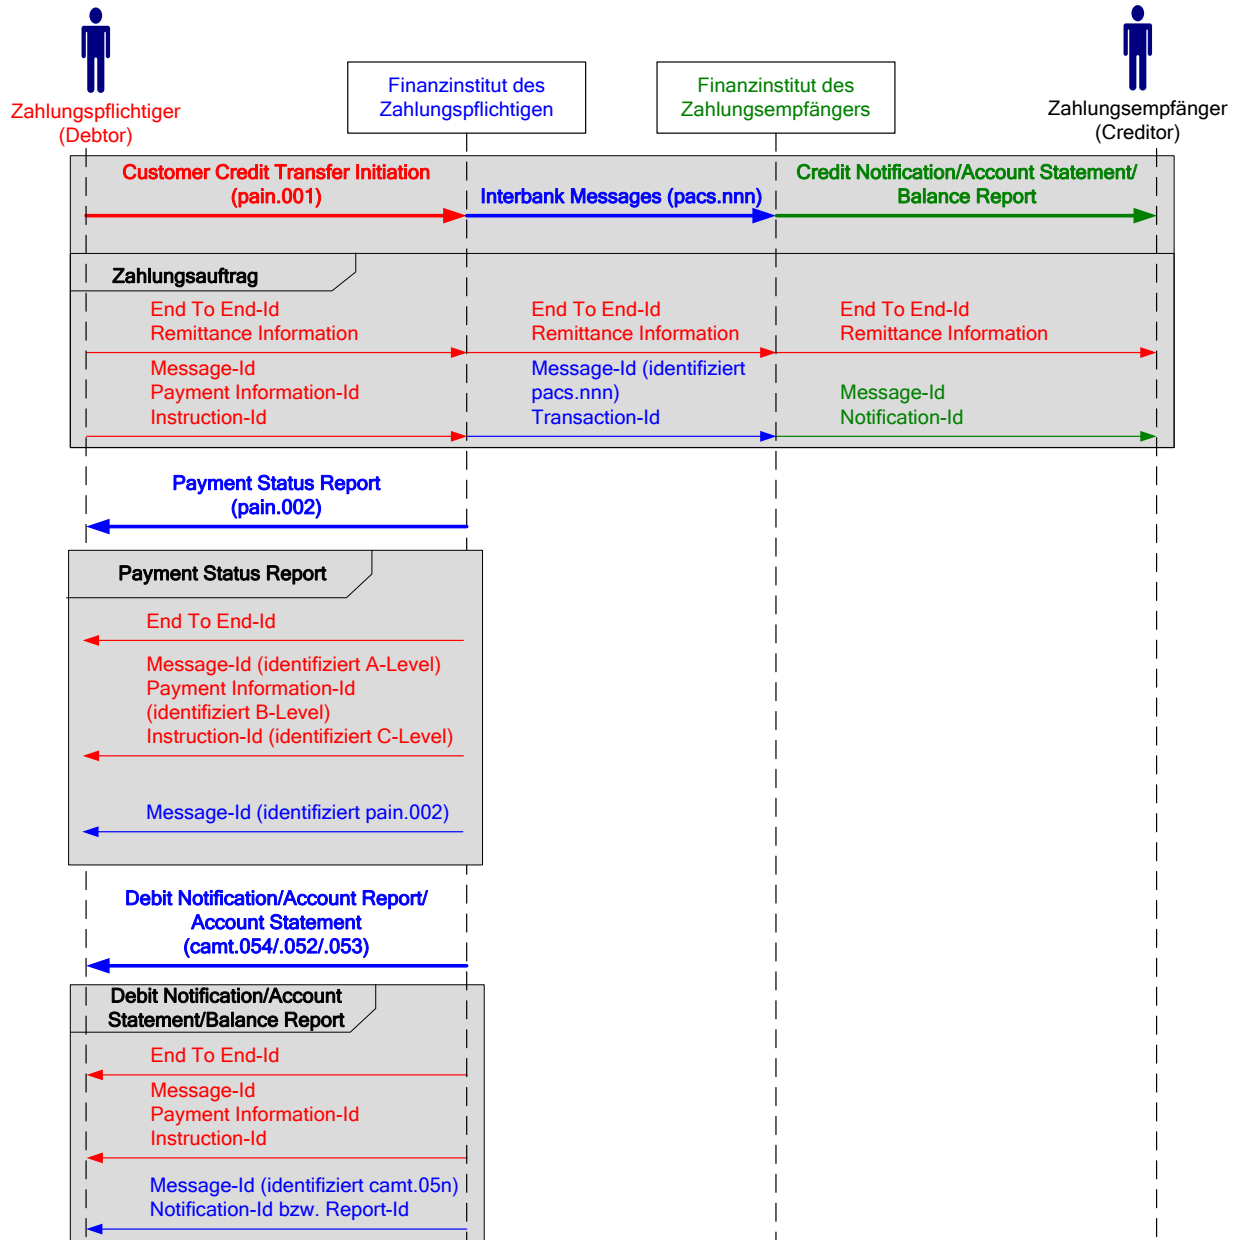 Zahlungspflichtiger
(Debtor)
Finanzinstitut des
Zahlungspflichtigen
Finanzinstitut des
Zahlungsempfängers
Zahlungsempfänger
(Creditor)
Customer Credit Transfer Initiation
(pain.001)
Interbank Messages (pacs.nnn)
Credit Notification/Account Statement/
Balance Report
Zahlungsauftrag
End To End-Id
Remittance Information
End To End-Id
Remittance Information
End To End-Id
Remittance Information
Message-Id
Payment Information-Id
Instruction-Id
Message-Id (identifiziert
pacs.nnn)
Transaction-Id
Message-Id
Notification-Id
Payment Status Report
(pain.002)
Payment Status Report
End To End-Id
Message-Id (identifiziert A-Level)
Payment Information-Id
(identifiziert B-Level)
Instruction-Id (identifiziert C-Level)
Message-Id (identifiziert pain.002)
Debit Notification/Account Report/
Account Statement
(camt.054/.052/.053)
Debit Notification/Account
Statement/Balance Report
End To End-Id
Message-Id
Payment Information-Id
Instruction-Id
Message-Id (identifiziert camt.05n)
Notification-Id bzw. Report-Id